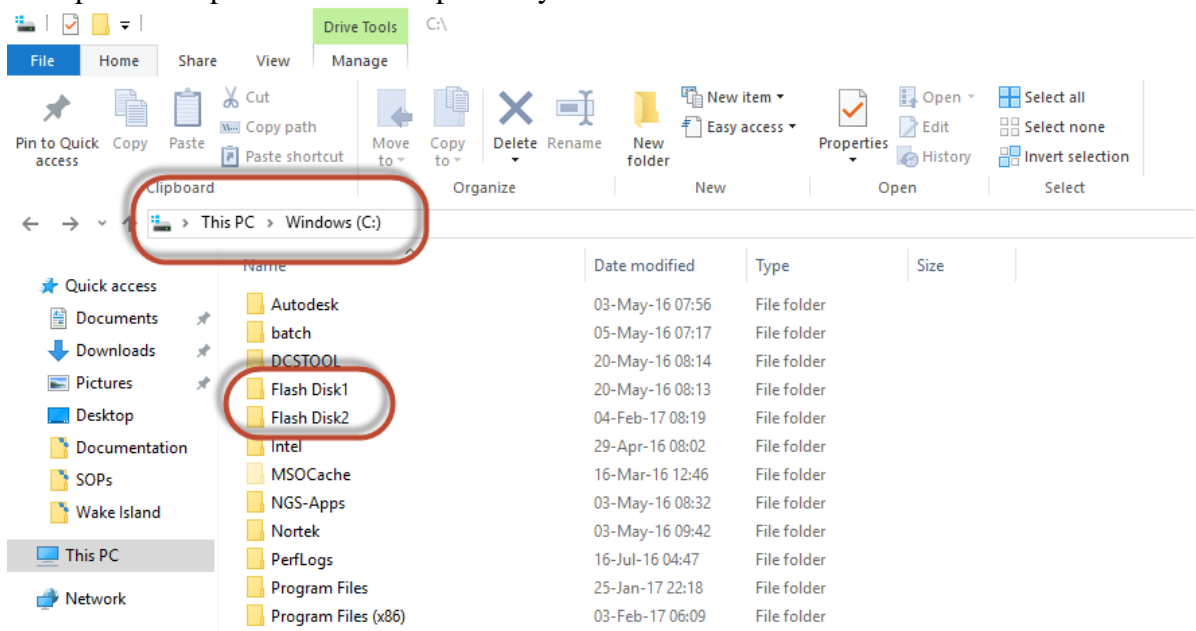 Drive Tools C:\
File Home Share View Manage
Pin to Quick access
Copy
Paste
Cut
Copy path
Paste shortcut
Move to
Copy to
Delete
Rename
New folder
New item
Easy access
Properties
Open
Edit
History
Select all
Select none
Invert selection
Clipboard Organize New Open Select
This PC > Windows (C:)
Name Date modified Type Size
Quick access
Documents
Downloads
Pictures
Desktop
Documentation
SOPs
Wake Island
This PC
Network
Autodesk 03-May-16 07:56 File folder
batch 05-May-16 07:17 File folder
DCSTOOL 20-May-16 08:14 File folder
Flash Disk1 20-May-16 08:13 File folder
Flash Disk2 04-Feb-17 08:19 File folder
Intel 29-Apr-16 08:02 File folder
MSOCache 16-Mar-16 12:46 File folder
NGS-Apps 03-May-16 08:32 File folder
Nortek 03-May-16 09:42 File folder
PerfLogs 16-Jul-16 04:47 File folder
Program Files 25-Jan-17 22:18 File folder
Program Files (x86) 03-Feb-17 06:09 File folder